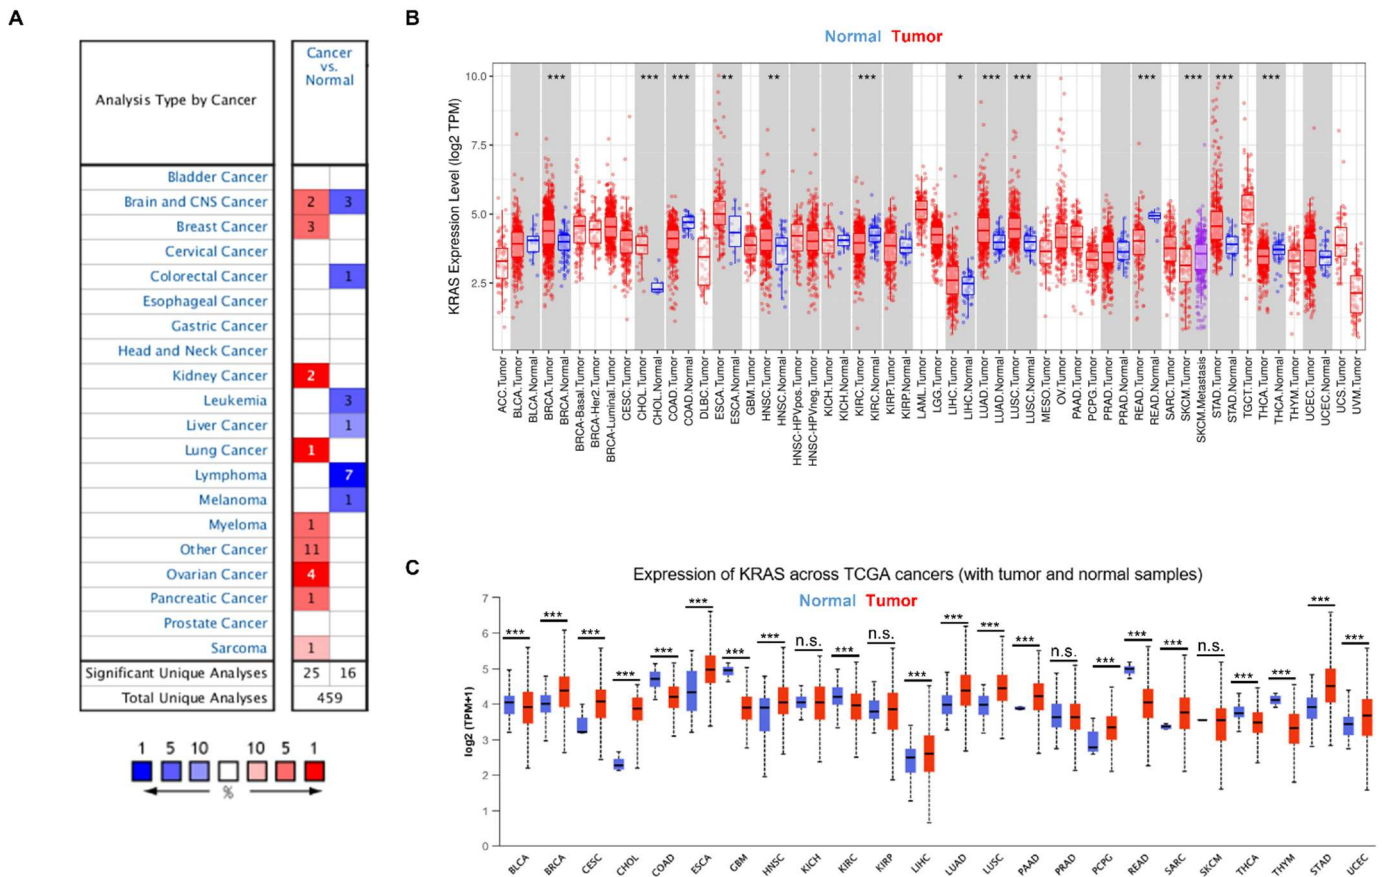 A
Analysis Type by Cancer
Cancer
vs.
Normal
Bladder Cancer
Brain and CNS Cancer 2 3
Breast Cancer 3
Cervical Cancer
Colorectal Cancer 1
Esophageal Cancer
Gastric Cancer
Head and Neck Cancer
Kidney Cancer 2
Leukemia 3
Liver Cancer 1
Lung Cancer 1
Lymphoma 7
Melanoma 1
Myeloma 1
Other Cancer 11
Ovarian Cancer 4
Pancreatic Cancer 1
Prostate Cancer
Sarcoma 1
Significant Unique Analyses 25 16
Total Unique Analyses 459
1 5 10 10 5 1
%
B
Normal Tumor
KRAS Expression Level (log2 TPM)
10.0
7.5
5.0
2.5
*** *** *** ** ** *** * *** *** *** *** *** ***
ACC.Tumor
BLCA.Tumor
BLCA.Normal
BRCA.Tumor
BRCA.Normal
BRCA-Basal.Tumor
BRCA-Her2.Tumor
BRCA-Luminal.Tumor
CESC.Tumor
CHOL.Tumor
CHOL.Normal
COAD.Tumor
COAD.Normal
DLBC.Tumor
ESCA.Tumor
ESCA.Normal
GBM.Tumor
HNSC.Tumor
HNSC.Normal
HNSC-HPVpos.Tumor
HNSC-HPVneg.Tumor
KICH.Tumor
KICH.Normal
KIRC.Tumor
KIRC.Normal
KIRP.Tumor
KIRP.Normal
LAML.Tumor
LGG.Tumor
LIHC.Tumor
LIHC.Normal
LUAD.Tumor
LUAD.Normal
LUSC.Tumor
LUSC.Normal
MESO.Tumor
OV.Tumor
PAAD.Tumor
PCPG.Tumor
PRAD.Tumor
PRAD.Normal
READ.Tumor
READ.Normal
SARC.Tumor
SKCM.Tumor
SKCM.Metastasis
STAD.Tumor
STAD.Normal
TGCT.Tumor
THCA.Tumor
THCA.Normal
THYM.Tumor
UCEC.Tumor
UCEC.Normal
UCS.Tumor
UVM.Tumor
C
Expression of KRAS across TCGA cancers (with tumor and normal samples)
Normal Tumor
log2 (TPM+1)
7
6
5
4
3
2
1
0
*** *** *** *** *** *** *** *** n.s. *** n.s. *** *** *** *** n.s. *** *** *** n.s. *** *** *** ***
BLCA
BRCA
CESC
CHOL
COAD
ESCA
GBM
HNSC
KICH
KIRC
KIRP
LIHC
LUAD
LUSC
PAAD
PRAD
PCPG
READ
SARC
SKCM
THCA
THYM
STAD
UCEC